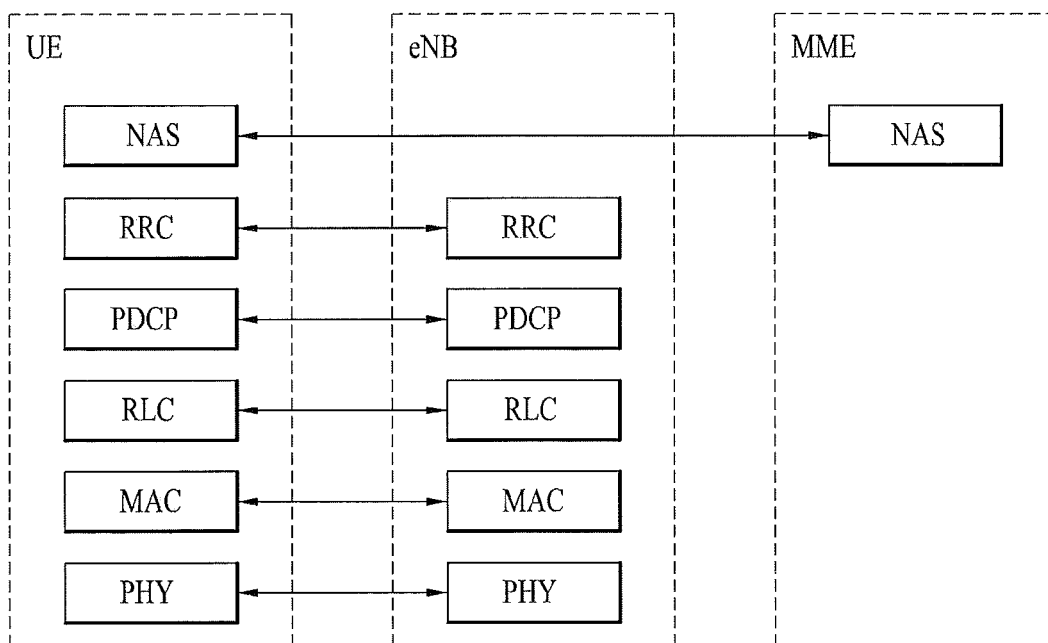 UE eNB MME
NAS NAS
RRC RRC
PDCP PDCP
RLC RLC
MAC MAC
PHY PHY